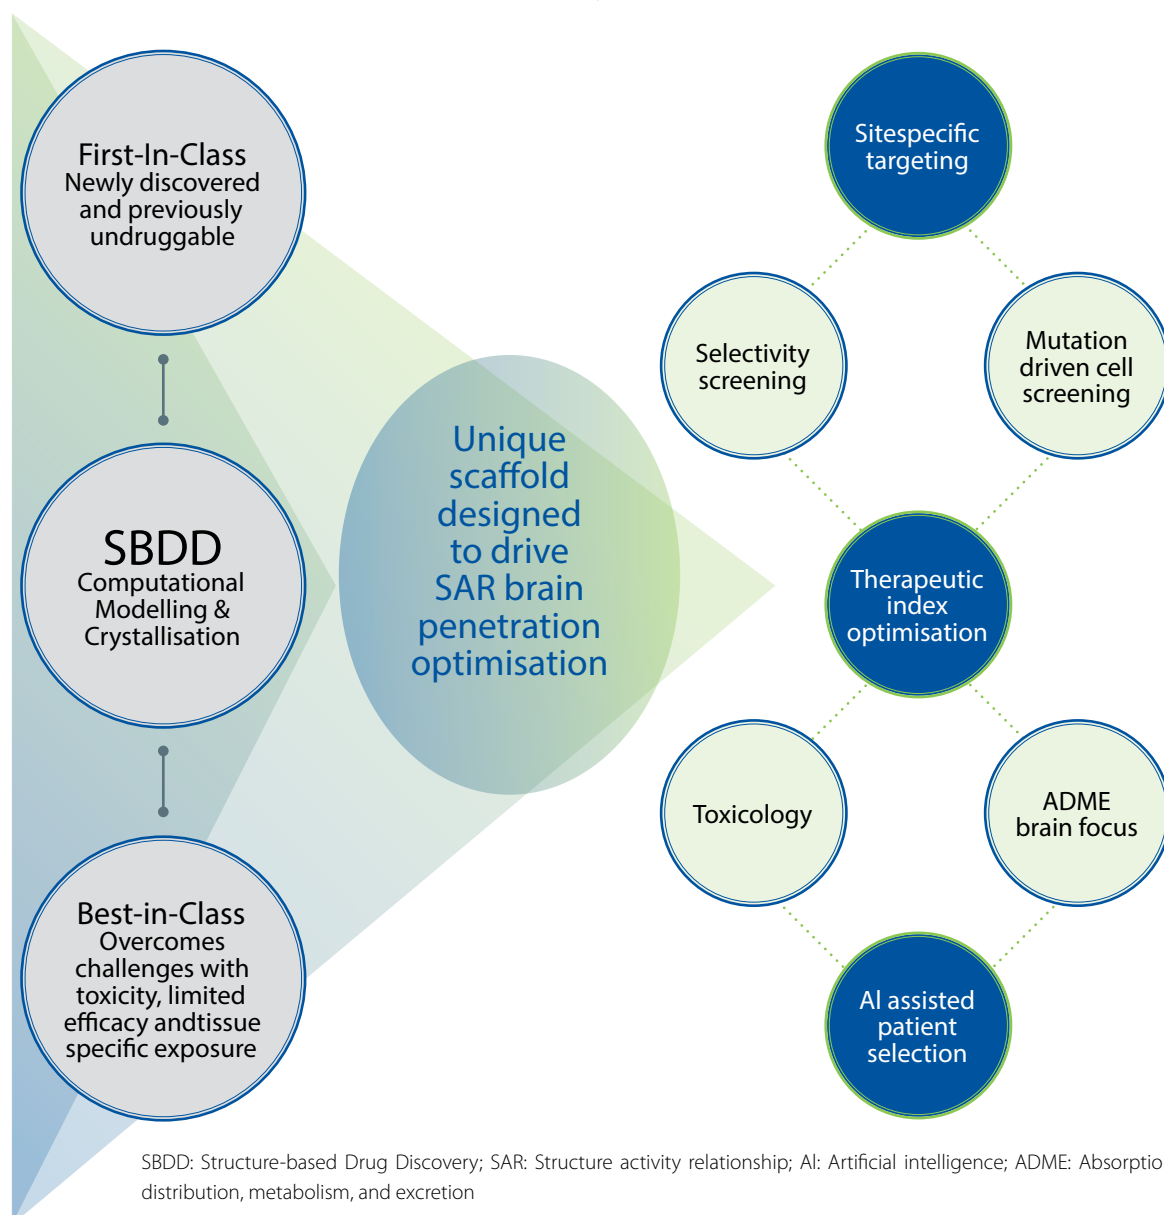 First-In-Class
Newly discovered
and previously
undruggable
SBDD
Computational
Modelling &
Crystallisation
Best-in-Class
Overcomes
challenges with
toxicity, limited
efficacy andtissue
specific exposure
Unique
scaffold
designed
to drive
SAR brain
penetration
optimisation
Sitespecific
targeting
Selectivity
screening
Mutation
driven cell
screening
Therapeutic
index
optimisation
Toxicology
ADME
brain focus
AI assisted
patient
selection
SBDD: Structure-based Drug Discovery; SAR: Structure activity relationship; AI: Artificial intelligence; ADME: Absorptio
distribution, metabolism, and excretion